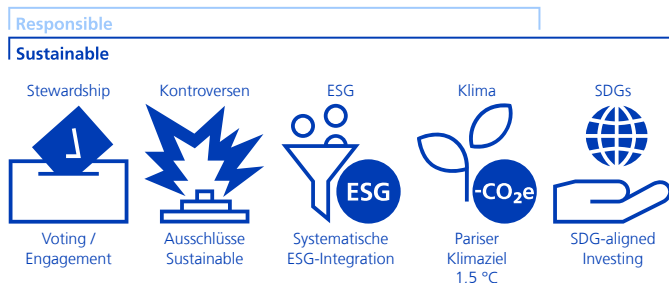 Responsible
Sustainable
Stewardship
Kontroversen
ESG
Klima
SDGs
ESG
-CO₂e
Voting /
Engagement
Ausschlüsse
Sustainable
Systematische
ESG-Integration
Pariser
Klimaziel
1,5 °C
SDG-aligned
Investing